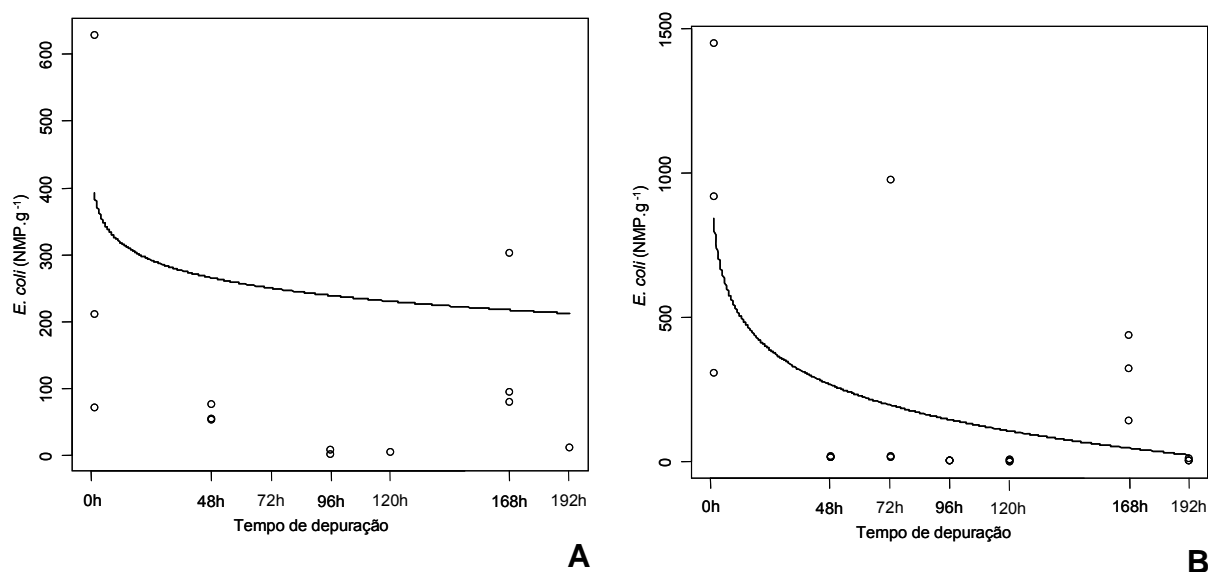 600
500
400
300
200
100
0
E. coli (NMP.g⁻¹)
0h 48h 72h 96h 120h 168h 192h
Tempo de depuração
A
1500
1000
500
0
E. coli (NMP.g⁻¹)
0h 48h 72h 96h 120h 168h 192h
Tempo de depuração
B